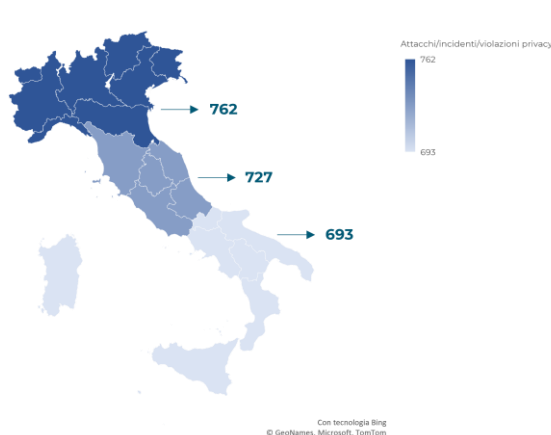 Attacchi/incidenti/violazioni privacy
762
693
762
727
693
Con tecnologia Bing
© GeoNames, Microsoft, TomTom